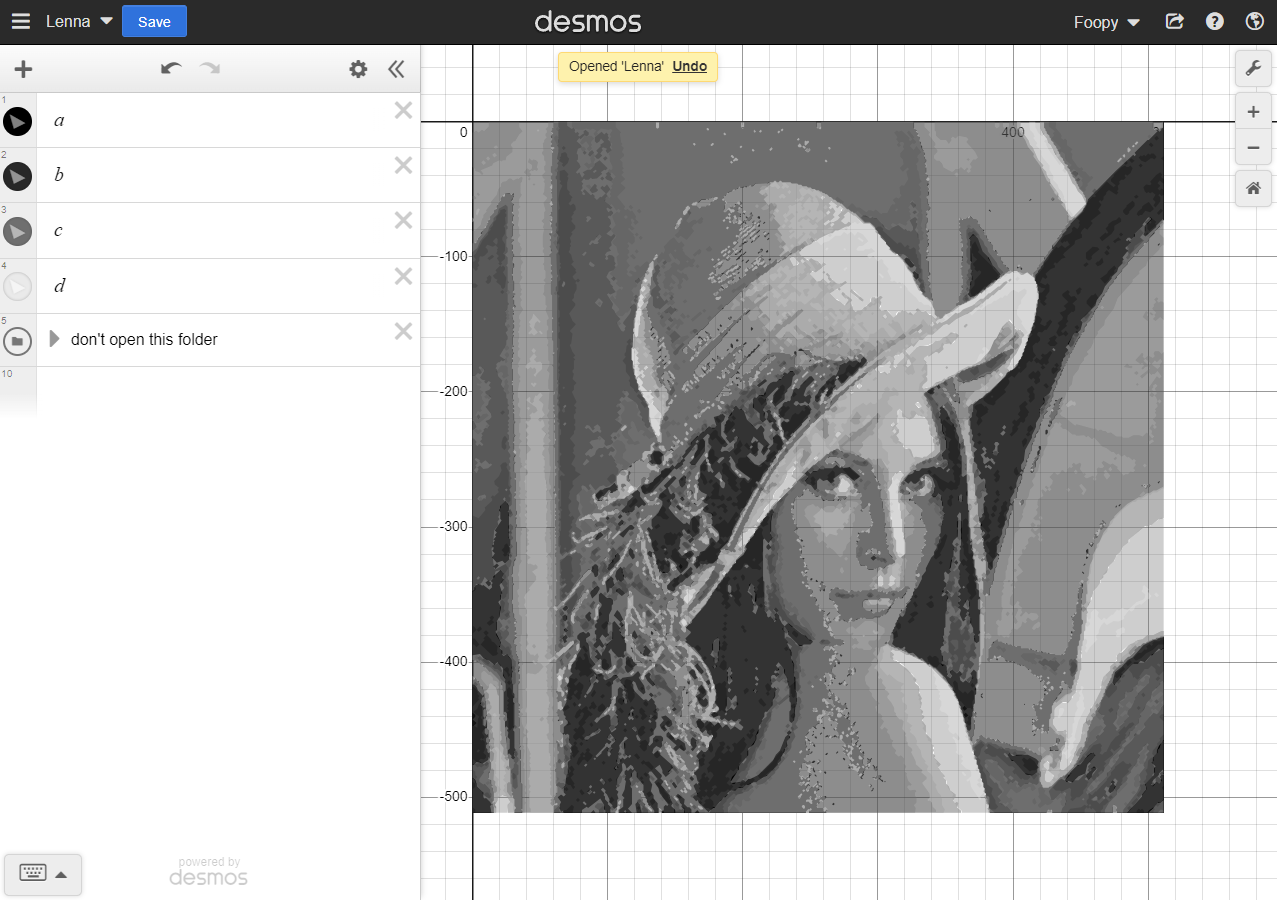 Lenna
Save
desmos
Foopy
?
Opened 'Lenna' Undo
1
a
2
b
3
c
4
d
5
don't open this folder
10
0
400
-100
-200
-300
-400
-500
powered by
desmos